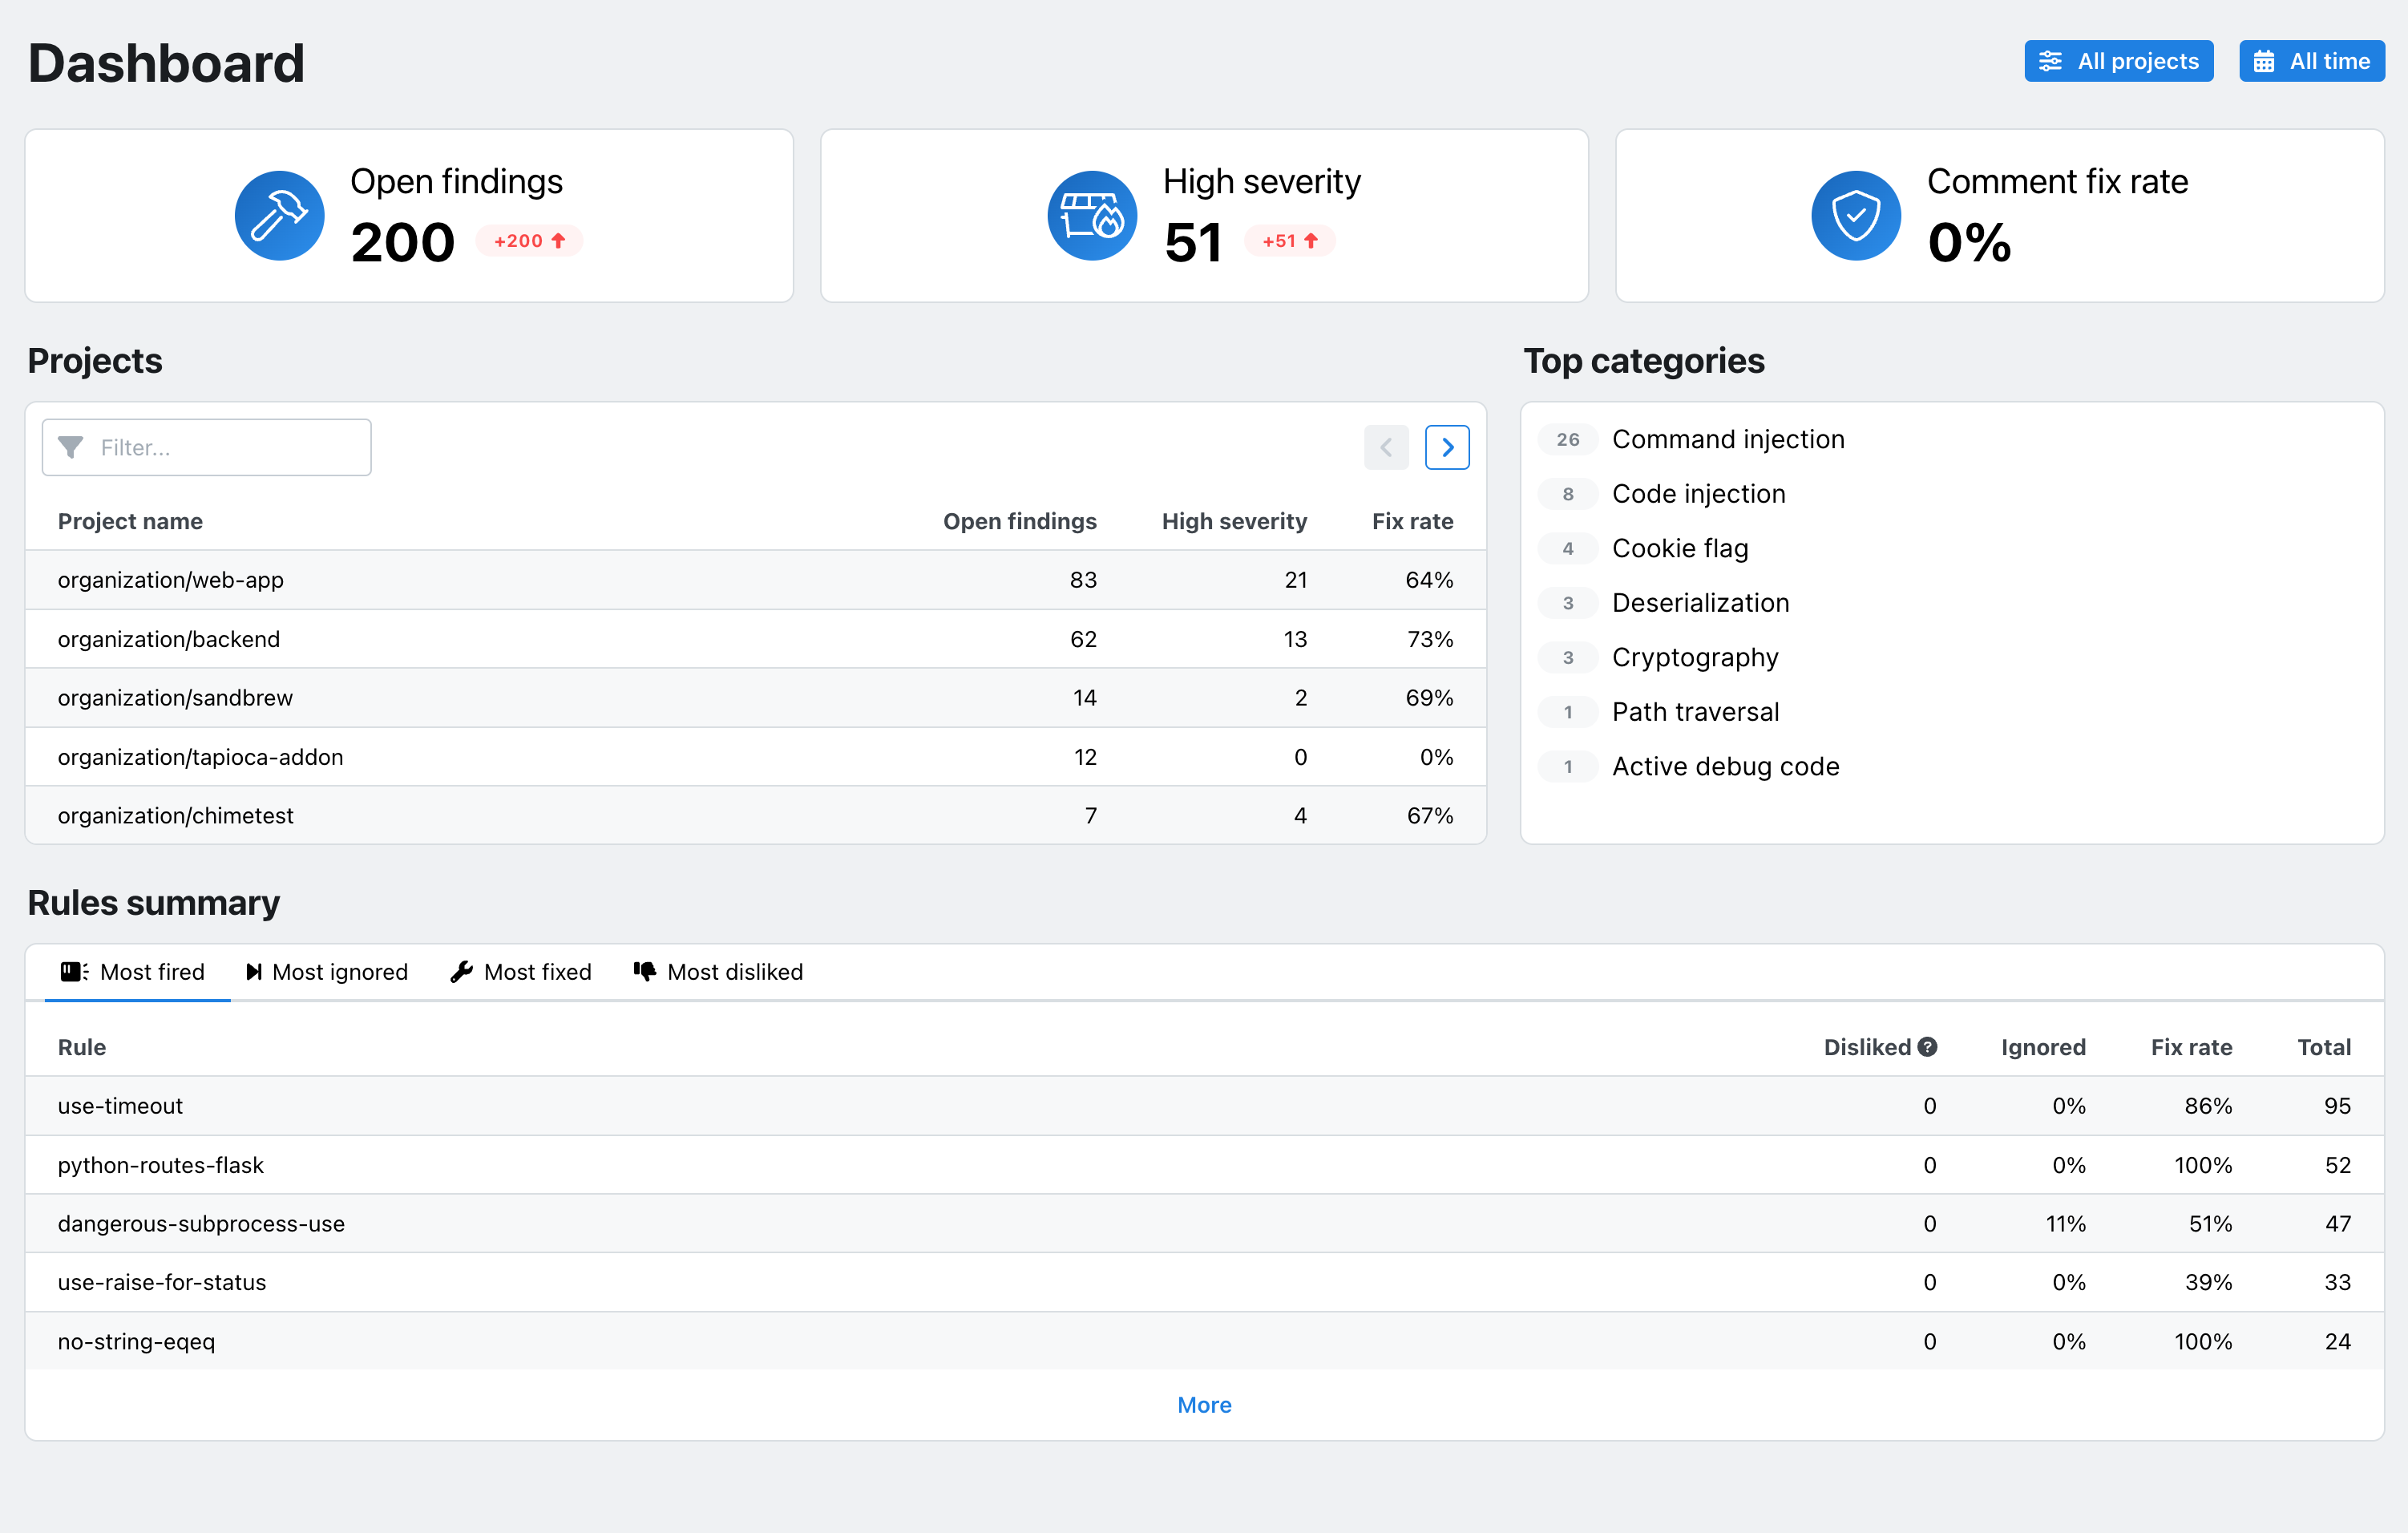 Dashboard
All projects
All time
Open findings
200 +200
High severity
51 +51
Comment fix rate
0%
Projects
Filter...
Project name Open findings High severity Fix rate
organization/web-app 83 21 64%
organization/backend 62 13 73%
organization/sandbrew 14 2 69%
organization/tapioca-addon 12 0 0%
organization/chimetest 7 4 67%
Top categories
26 Command injection
8 Code injection
4 Cookie flag
3 Deserialization
3 Cryptography
1 Path traversal
1 Active debug code
Rules summary
Most fired Most ignored Most fixed Most disliked
Rule Disliked ? Ignored Fix rate Total
use-timeout 0 0% 86% 95
python-routes-flask 0 0% 100% 52
dangerous-subprocess-use 0 11% 51% 47
use-raise-for-status 0 0% 39% 33
no-string-eqeq 0 0% 100% 24
More